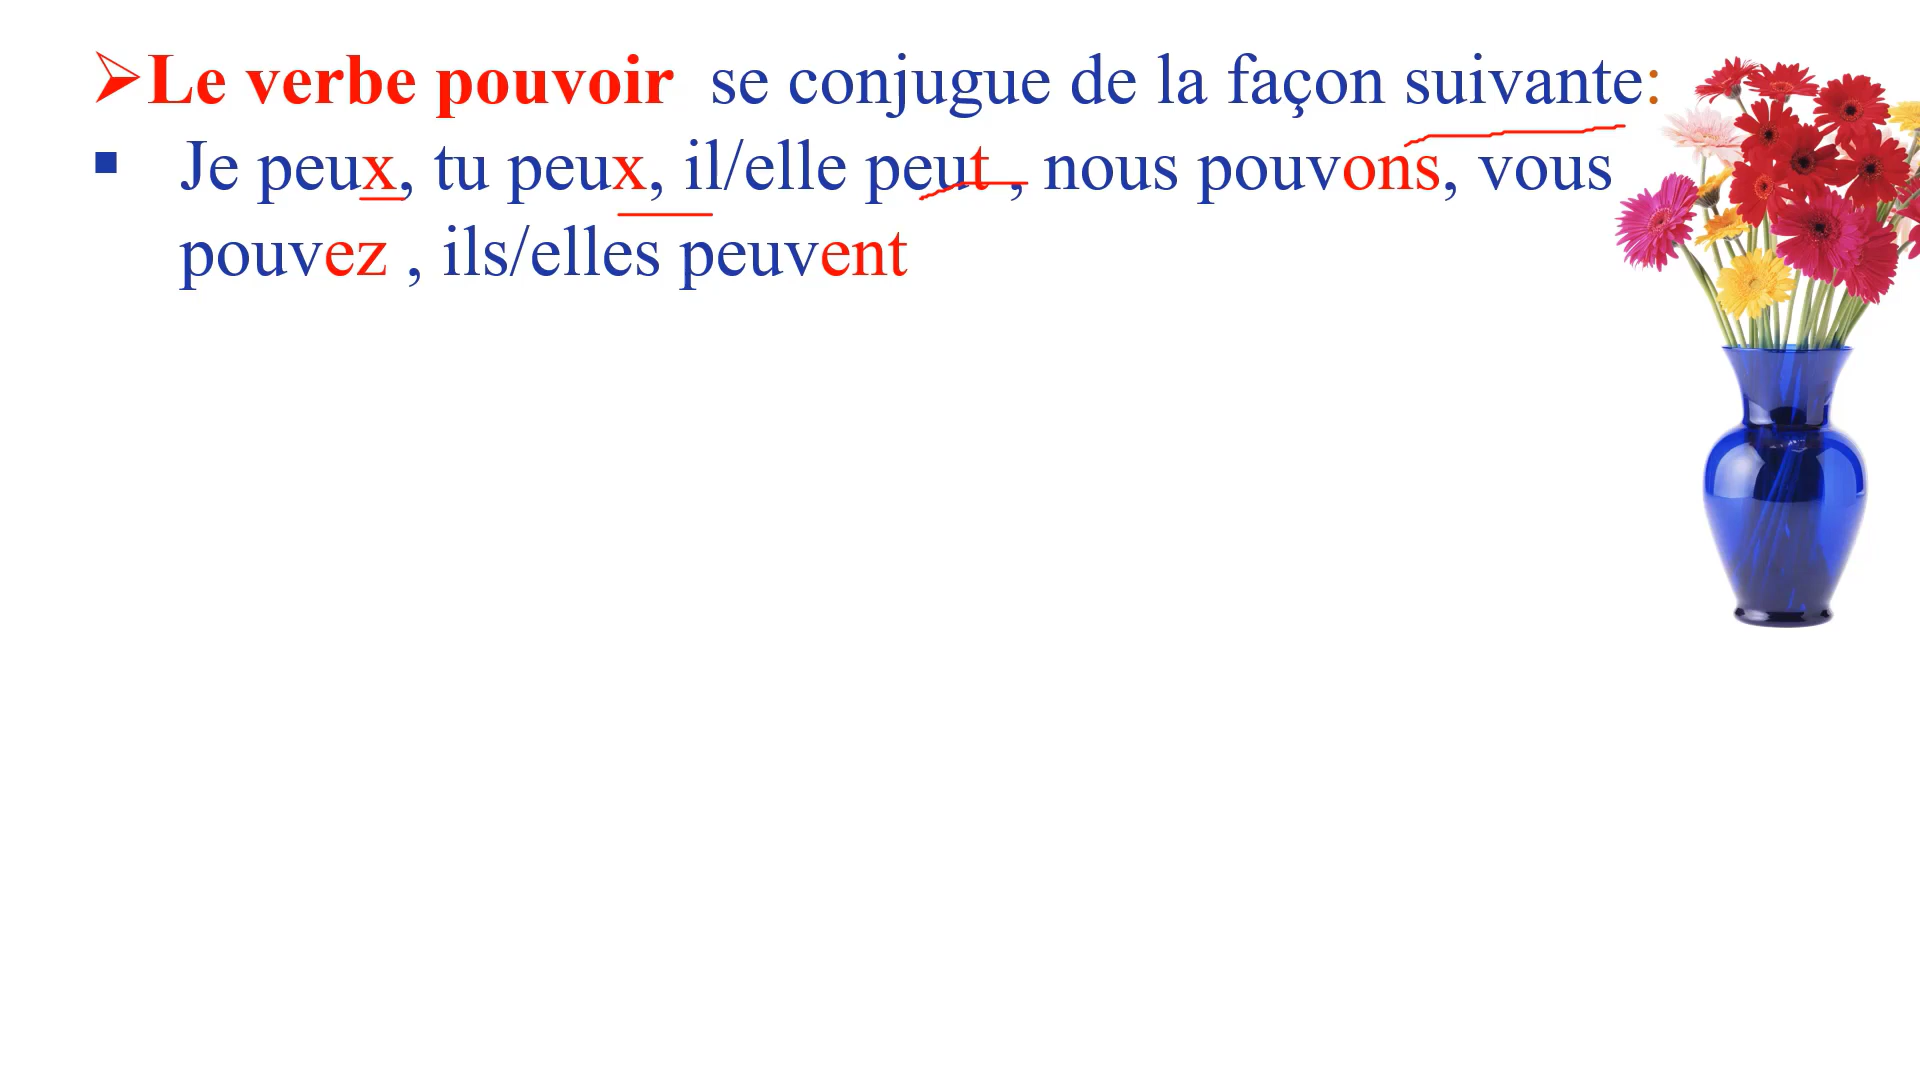 Le verbe pouvoir se conjugue de la façon suivante:
Je peux, tu peux, il/elle peut , nous pouvons, vous
pouvez , ils/elles peuvent